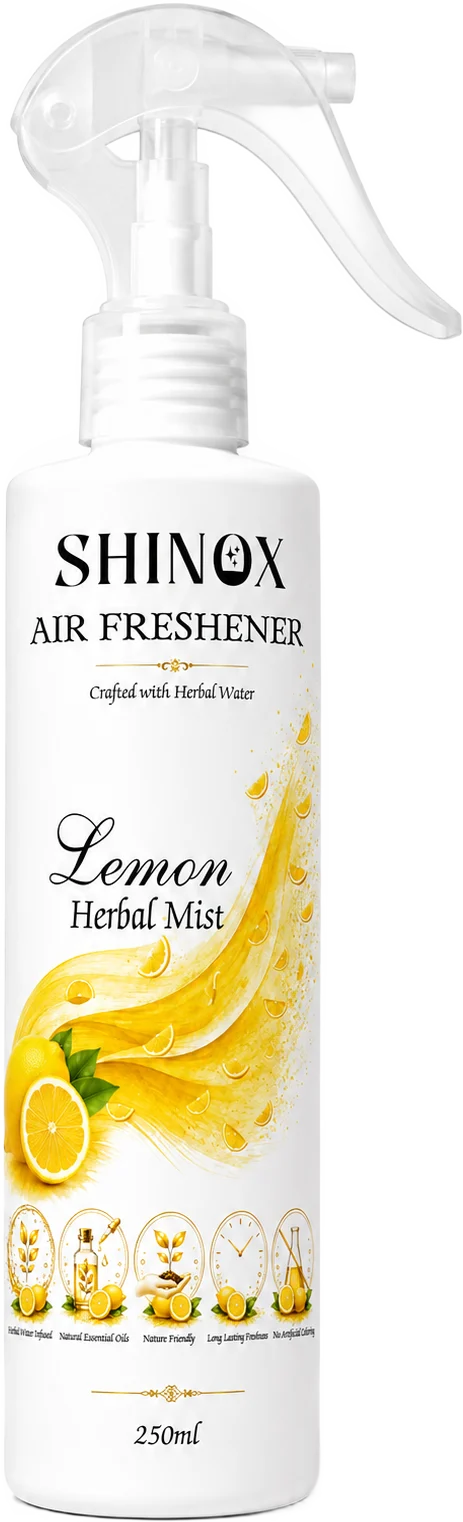 SHINOX
AIR FRESHENER
Crafted with Herbal Water
Lemon
Herbal Mist
Herbal Water Infused
Natural Essential Oils
Nature Friendly
Long Lasting Freshness
No Artificial Coloring
250ml